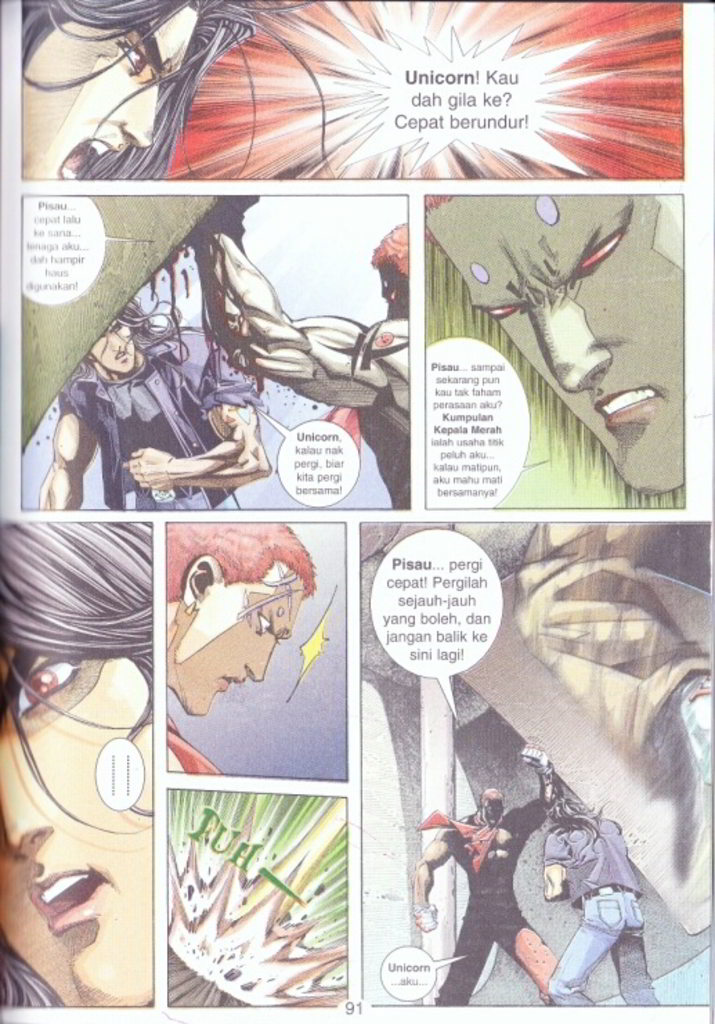 Unicorn! Kau
dah gila ke?
Cepat berundur!
Pisau...
cepat lalu
ke sana...
tenaga aku...
dah hampir
haus
digunakan!
Unicorn,
kalau nak
pergi, biar
kita pergi
bersama!
Pisau... sampai
sekarang pun
kau tak faham
perasaan aku?
Kumpulan
Kepala Merah
ialah usaha titik
peluh aku...
kalau matipun,
aku mahu mati
bersamanya!
..........
..........
TUH
Pisau... pergi
cepat! Pergilah
sejauh-jauh
yang boleh, dan
jangan balik ke
sini lagi!
Unicorn
...aku...
91